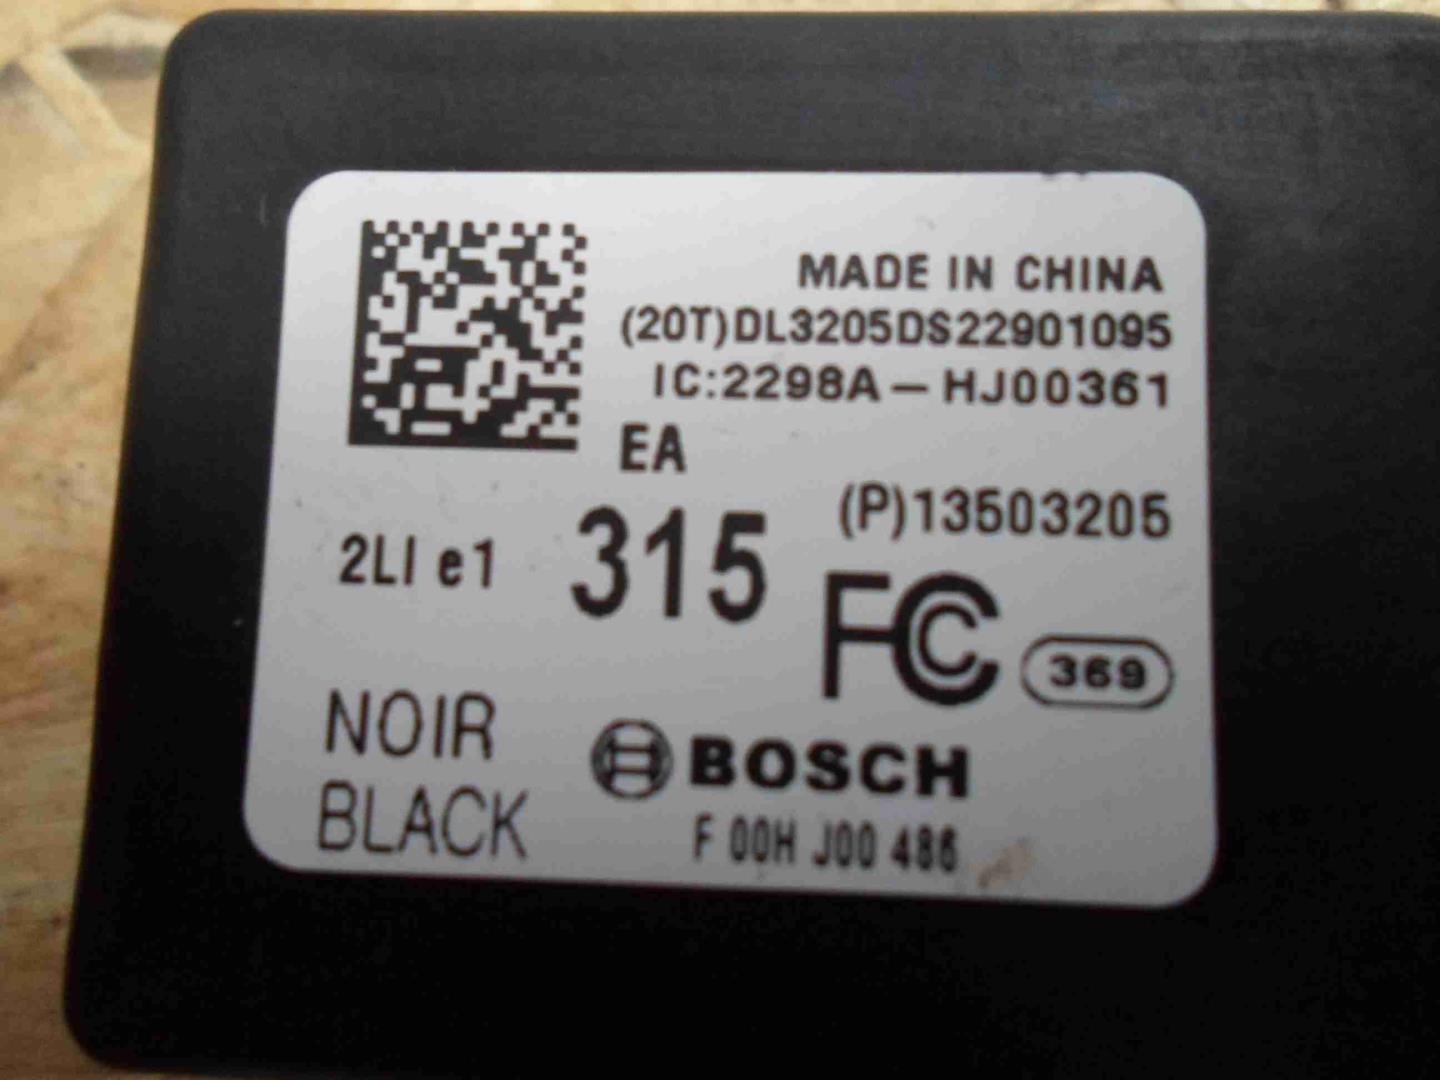 MADE IN CHINA
(20T)DL3205DS22901095
IC:2298A-HJ00361
EA
(P)13503205
2LI e1
315
FC
369
NOIR
BLACK
BOSCH
F 00H J00 486